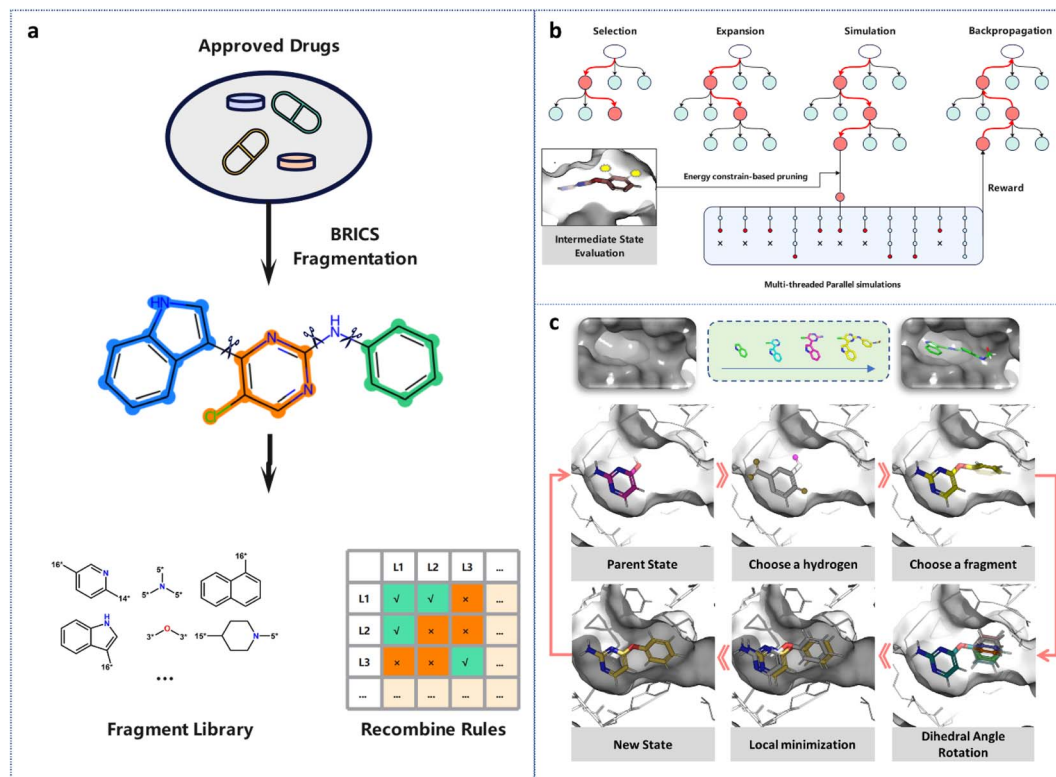 a
Approved Drugs
BRICS
Fragmentation
HN
N
N
H
N
Cl
16*
N
14*
5*
N
5*
5*
16*
H
N
16*
3*
O
3*
15*
N
5*
...
Fragment Library
L1 L2 L3 ...
L1 √ √ × ...
L2 √ × × ...
L3 × × √ ...
... ... ... ... ...
Recombine Rules
b
Selection Expansion Simulation Backpropagation
Energy constrain-based pruning
Reward
Intermediate State
Evaluation
× × × × × × ×
Multi-threaded Parallel simulations
c
Parent State Choose a hydrogen Choose a fragment
New State Local minimization Dihedral Angle
Rotation